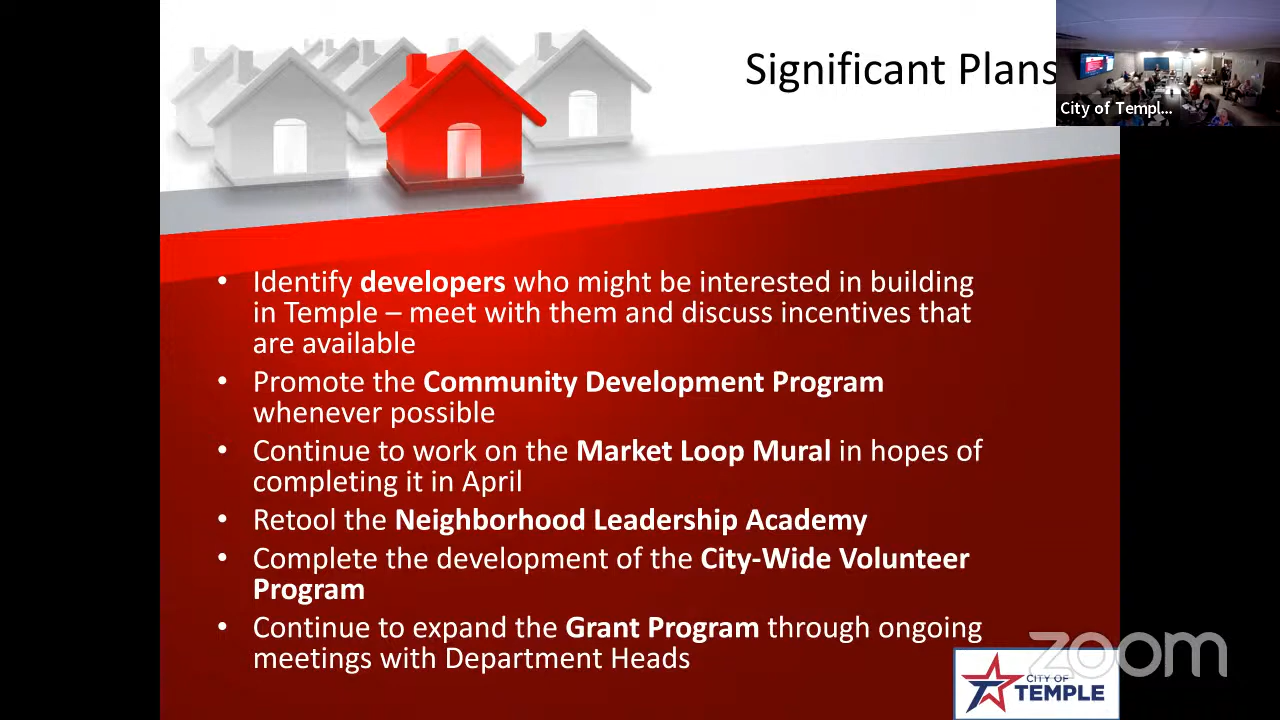 Significant Plans
City of Templ...
• Identify developers who might be interested in building
in Temple – meet with them and discuss incentives that
are available
• Promote the Community Development Program
whenever possible
• Continue to work on the Market Loop Mural in hopes of
completing it in April
• Retool the Neighborhood Leadership Academy
• Complete the development of the City-Wide Volunteer
Program
• Continue to expand the Grant Program through ongoing
meetings with Department Heads
zoom
CITY OF
TEMPLE